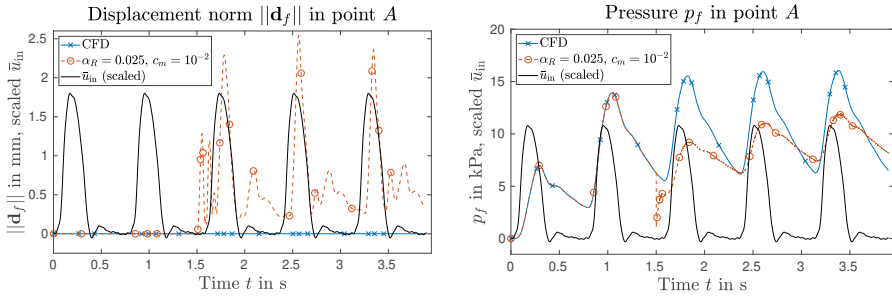 Displacement norm ||d_f|| in point A
CFD
α_R = 0.025, c_m = 10^−2
ū_in (scaled)
||d_f|| in mm, scaled ū_in
2.5
2
1.5
1
0.5
0
0 0.5 1 1.5 2 2.5 3 3.5
Time t in s
Pressure p_f in point A
CFD
α_R = 0.025, c_m = 10^−2
ū_in (scaled)
p_f in kPa, scaled ū_in
20
15
10
5
0
0 0.5 1 1.5 2 2.5 3 3.5
Time t in s